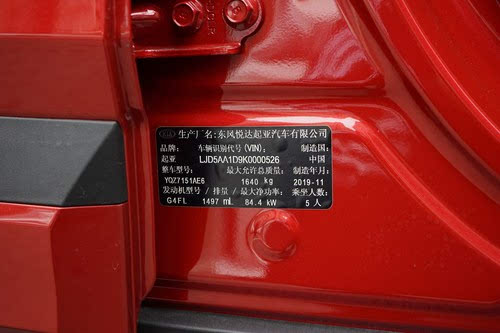 KIA 生产厂名:东风悦达起亚汽车有限公司
品牌: 车辆识别代号(VIN): 制造国:
起亚 LJD5AA1D9K0000526 中国
整车型号: 最大允许总质量: 制造年月:
YQZ7151AE6 1640 kg 2019-11
发动机型号/排量/最大净功率: 乘坐人数:
G4FL 1497 mL 84.4 kW 5人